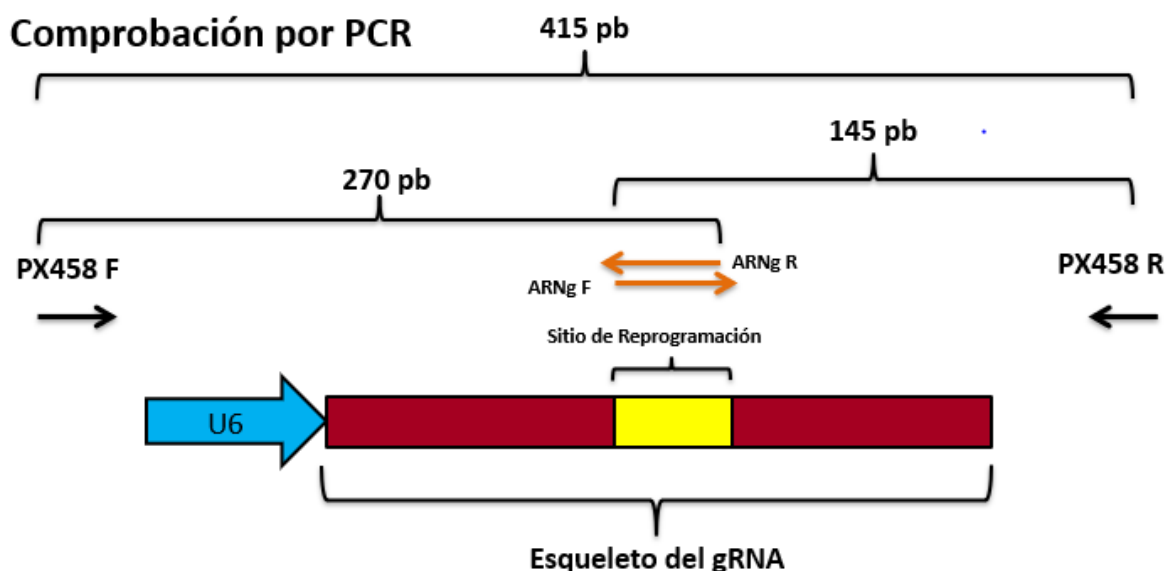 Comprobación por PCR
415 pb
145 pb
270 pb
PX458 F
ARNg R
PX458 R
ARNg F
Sitio de Reprogramación
U6
Esqueleto del gRNA